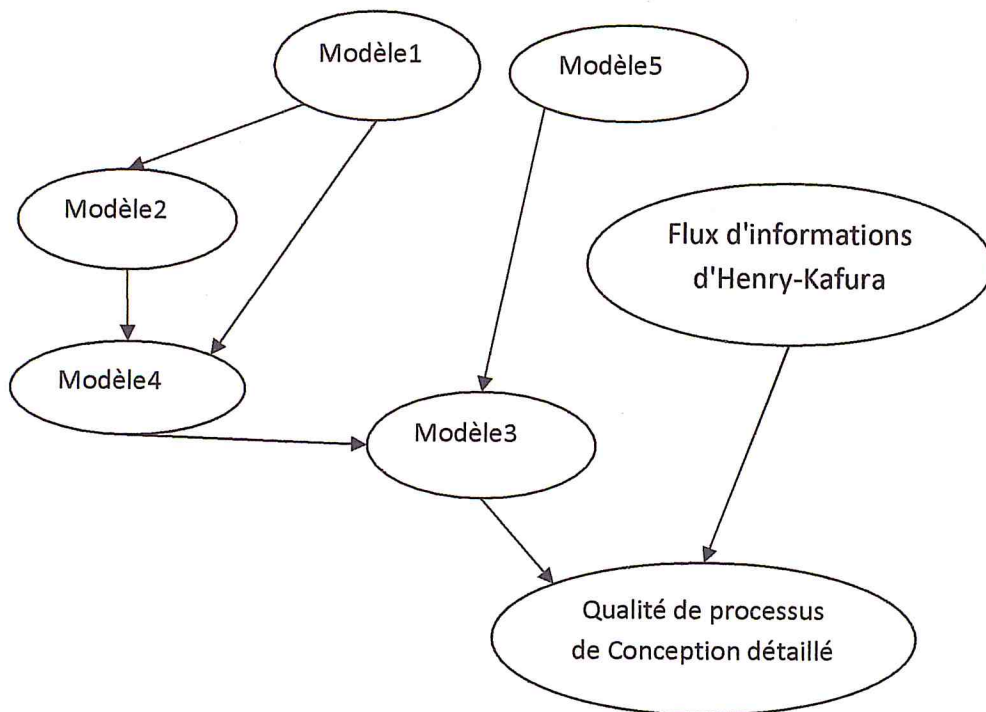 Modèle1
Modèle5
Modèle2
Flux d'informations
d'Henry-Kafura
Modèle4
Modèle3
Qualité de processus
de Conception détaillé